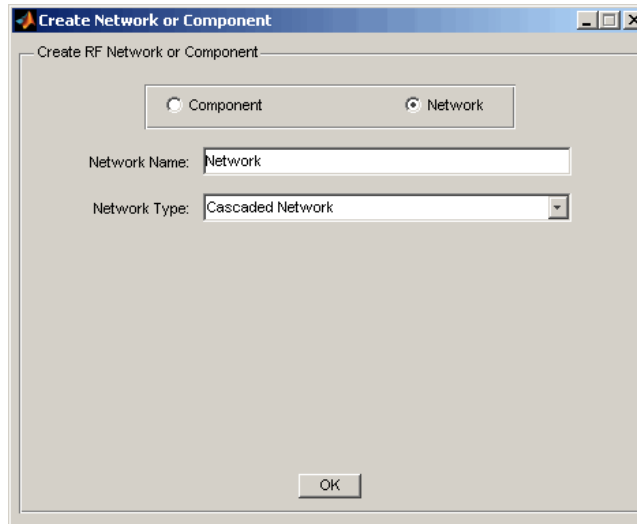 Create Network or Component
Create RF Network or Component
Component Network
Network Name: Network
Network Type: Cascaded Network
OK